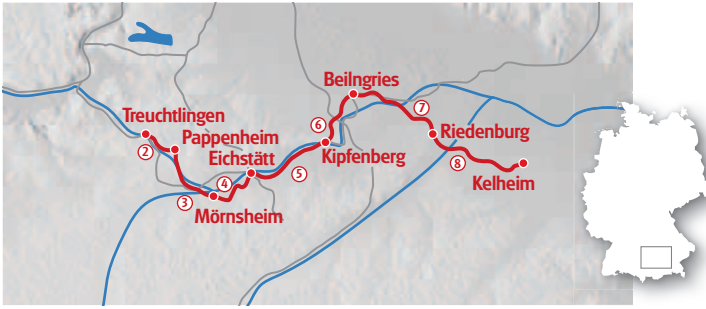 Beilngries
Treuchtlingen
⑦
Pappenheim
⑥
Riedenburg
②
Eichstätt
Kipfenberg
⑧
⑤
④
Kelheim
③
Mörnsheim